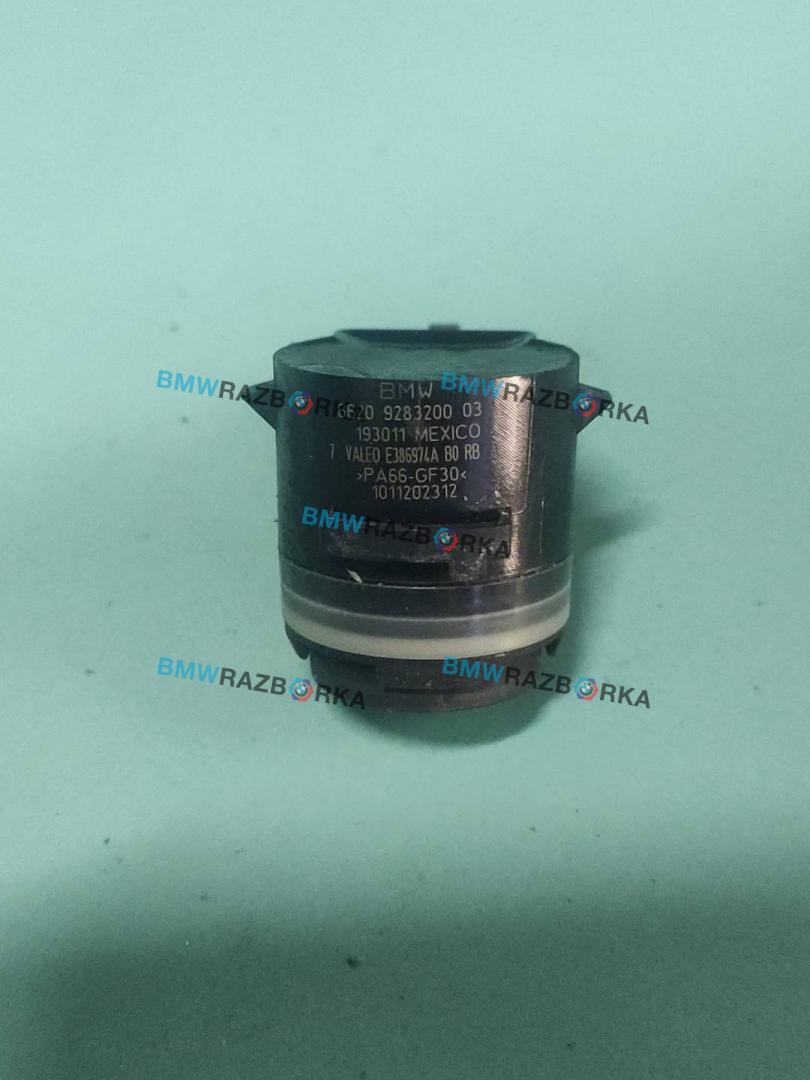 BMW
6620 9283200 03
193011 MEXICO
7 VALEO E386974A B0 RB
>PA66-GF30<
1011202312
BMWRAZBORKA
BMWRAZBORKA
BMWRAZBORKA
BMWRAZBORKA
BMWRAZBORKA